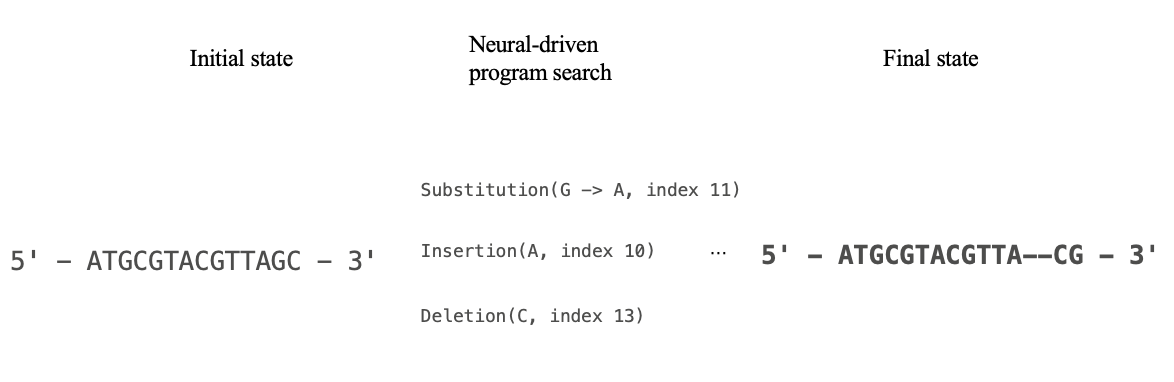 Initial state
Neural-driven
program search
Final state
Substitution(G -> A, index 11)
5' - ATGCGTACGTTAGC - 3'
Insertion(A, index 10)
...
5' - ATGCGTACGTTA--CG - 3'
Deletion(C, index 13)